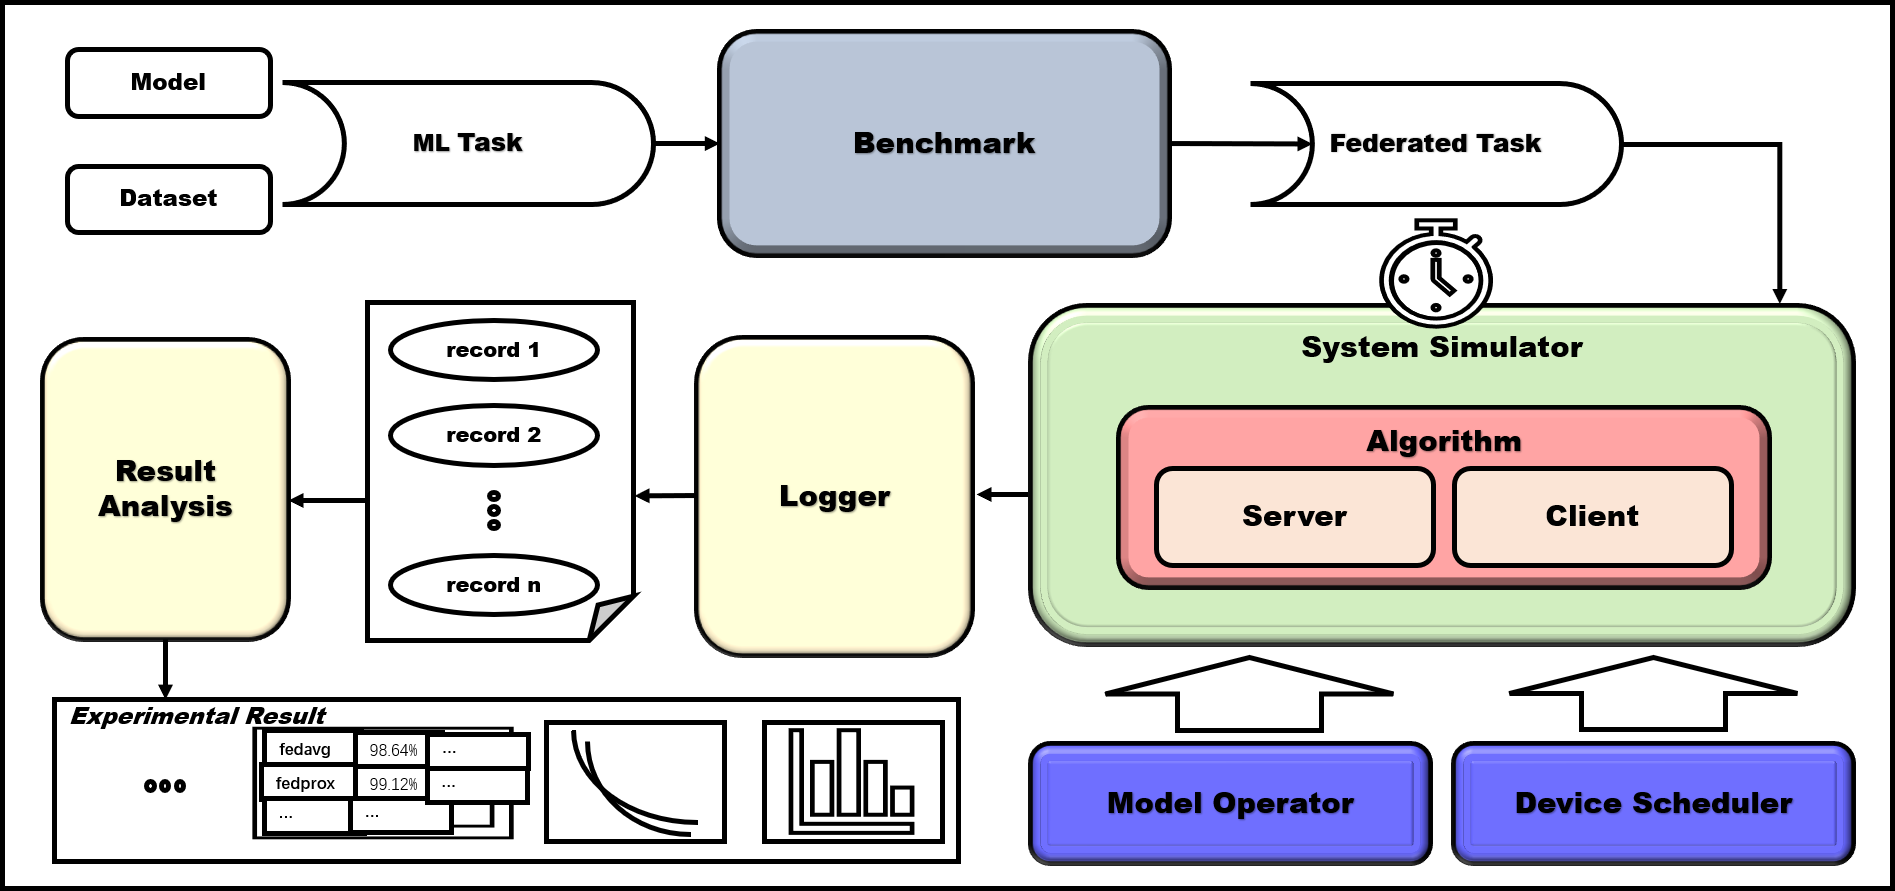 Model
Dataset
ML Task
Benchmark
Federated Task
System Simulator
Algorithm
Server
Client
Model Operator
Device Scheduler
Logger
record 1
record 2
record n
Result
Analysis
Experimental Result
fedavg 98.64% ...
fedprox 99.12% ...
... ...